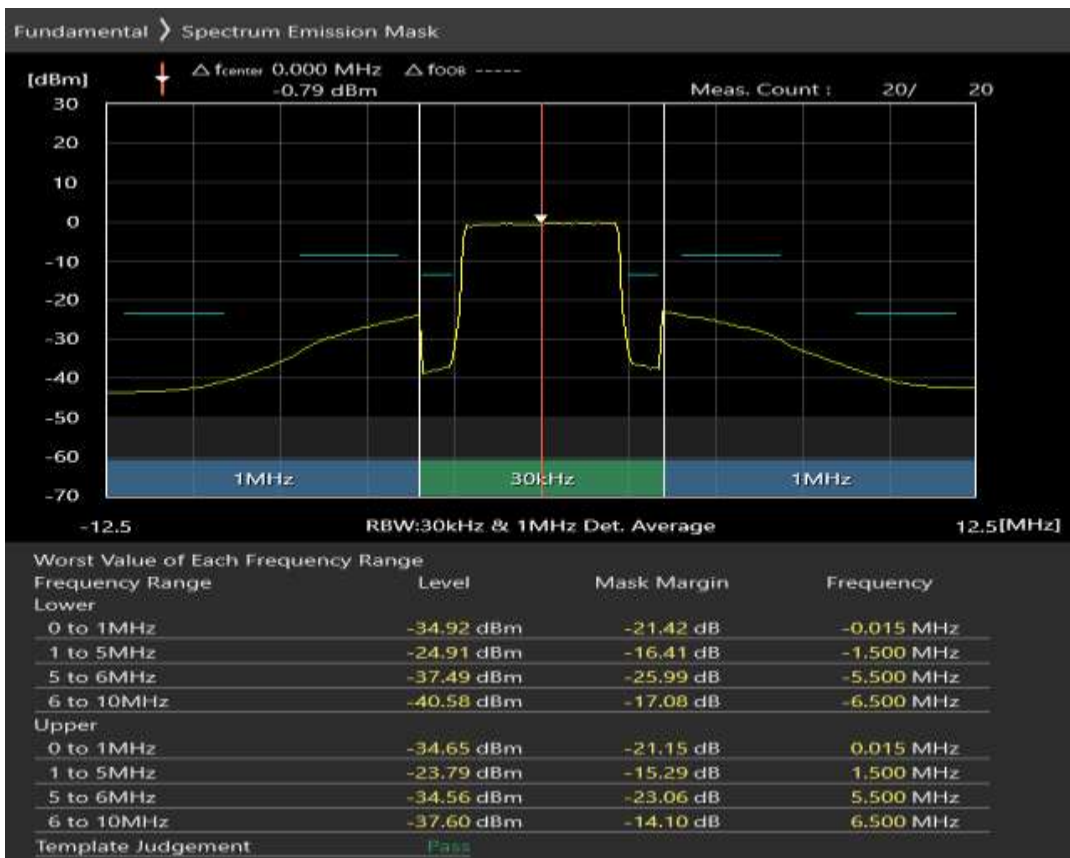 Fundamental ❯ Spectrum Emission Mask
[dBm] △ fcenter 0.000 MHz △ fOOB -----
-0.79 dBm Meas. Count : 20/ 20
30
20
10
0
-10
-20
-30
-40
-50
-60
-70
1MHz 30kHz 1MHz
-12.5 RBW:30kHz & 1MHz Det. Average 12.5[MHz]
Worst Value of Each Frequency Range
Frequency Range Level Mask Margin Frequency
Lower
0 to 1MHz -34.92 dBm -21.42 dB -0.015 MHz
1 to 5MHz -24.91 dBm -16.41 dB -1.500 MHz
5 to 6MHz -37.49 dBm -25.99 dB -5.500 MHz
6 to 10MHz -40.58 dBm -17.08 dB -6.500 MHz
Upper
0 to 1MHz -34.65 dBm -21.15 dB 0.015 MHz
1 to 5MHz -23.79 dBm -15.29 dB 1.500 MHz
5 to 6MHz -34.56 dBm -23.06 dB 5.500 MHz
6 to 10MHz -37.60 dBm -14.10 dB 6.500 MHz
Template Judgement Pass